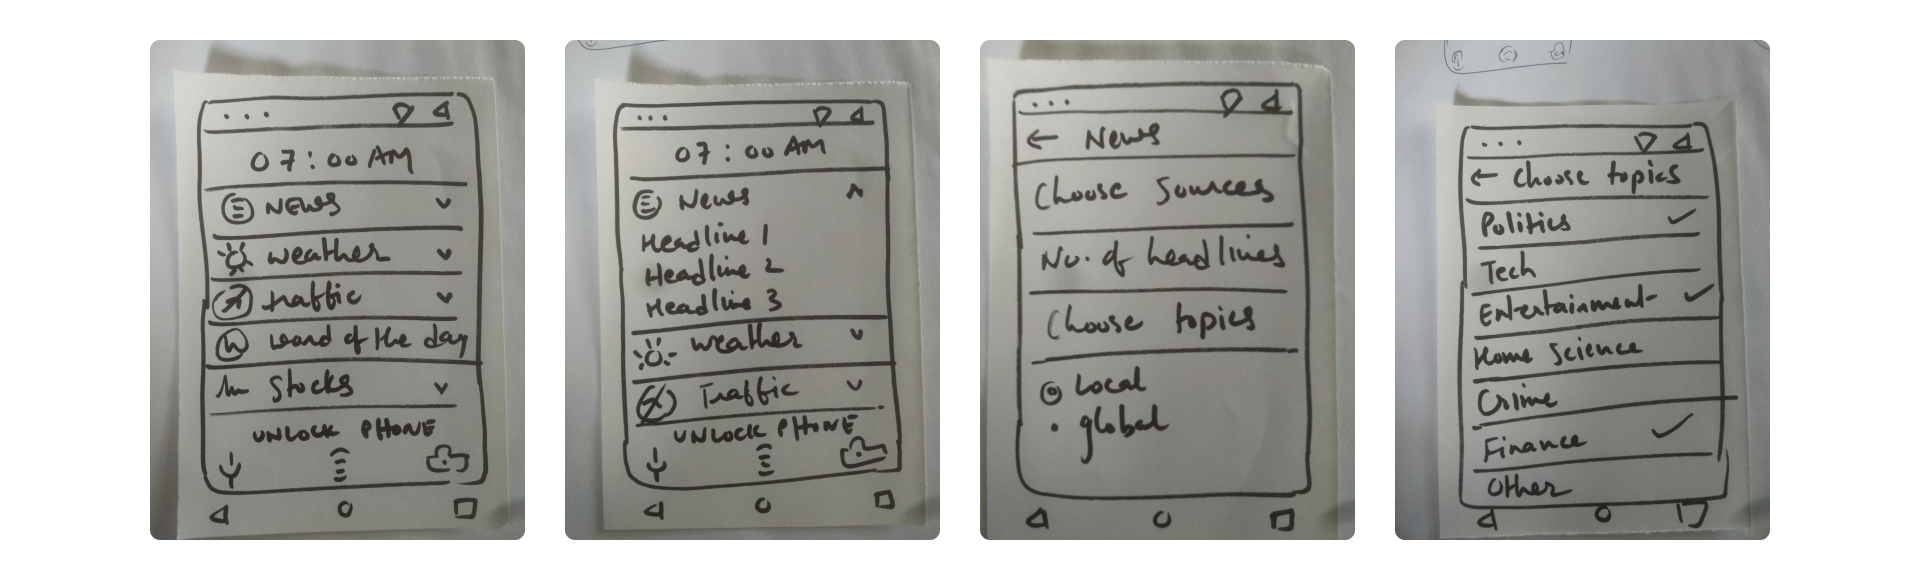 07:00 AM
NEWS
weather
traffic
word of the day
Stocks
UNLOCK PHONE
07:00 AM
News
Headline 1
Headline 2
Headline 3
weather
Traffic
UNLOCK PHONE
← News
Choose Sources
No. of headlines
Choose topics
Local
global
← Choose topics
Politics
Tech
Entertainment
Home Science
Crime
Finance
Other